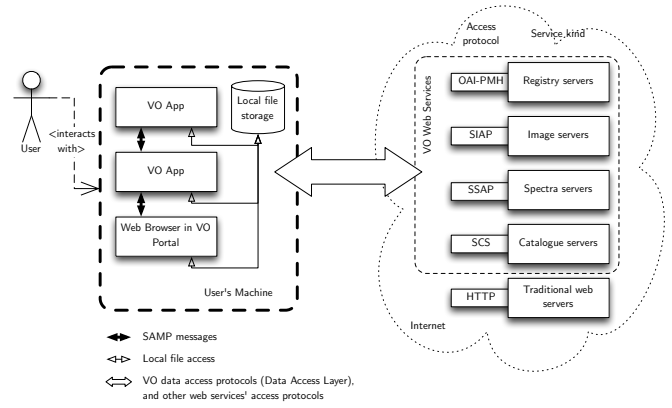 Access
protocol
Service kind
VO App
Local file
storage
VO Web Services
OAI-PMH
Registry servers
User
<interacts
with>
SIAP
Image servers
VO App
SSAP
Spectra servers
Web Browser in VO
Portal
SCS
Catalogue servers
User's Machine
HTTP
Traditional web
servers
Internet
SAMP messages
Local file access
VO data access protocols (Data Access Layer),
and other web services' access protocols